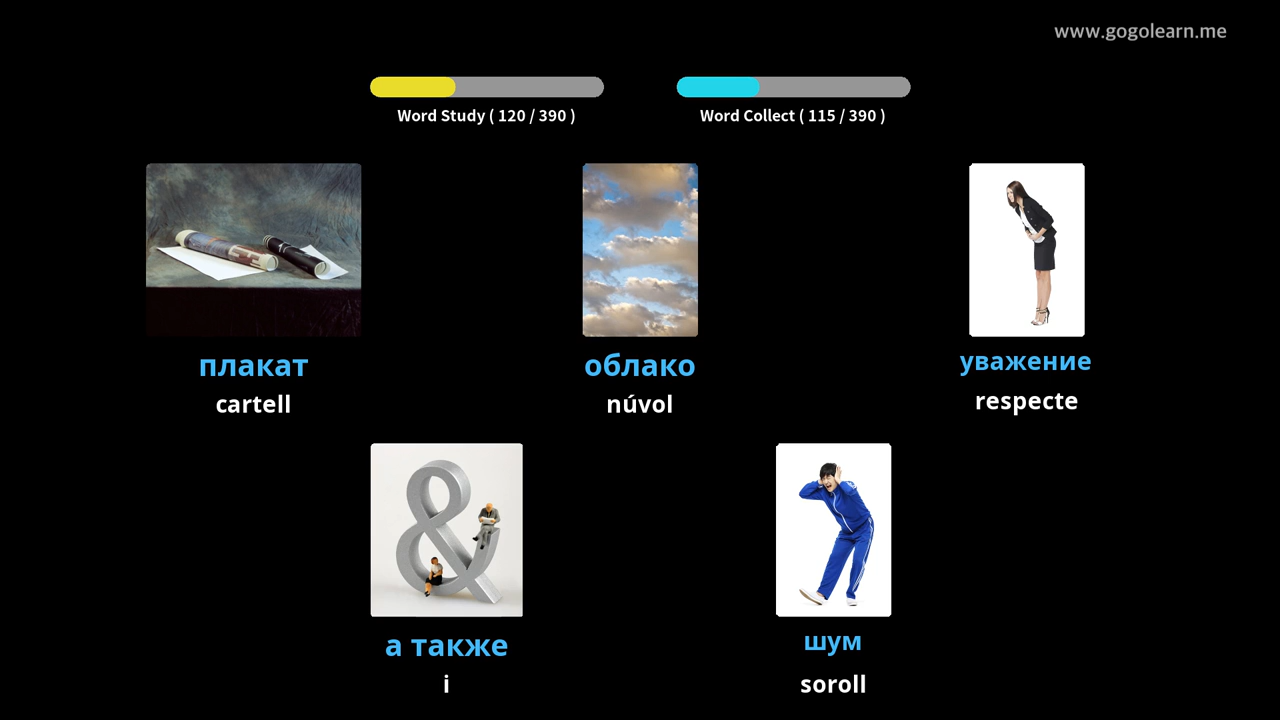 www.gogolearn.me
Word Study ( 120 / 390 )
Word Collect ( 115 / 390 )
плакат
cartell
облако
núvol
уважение
respecte
&
а также
i
шум
soroll